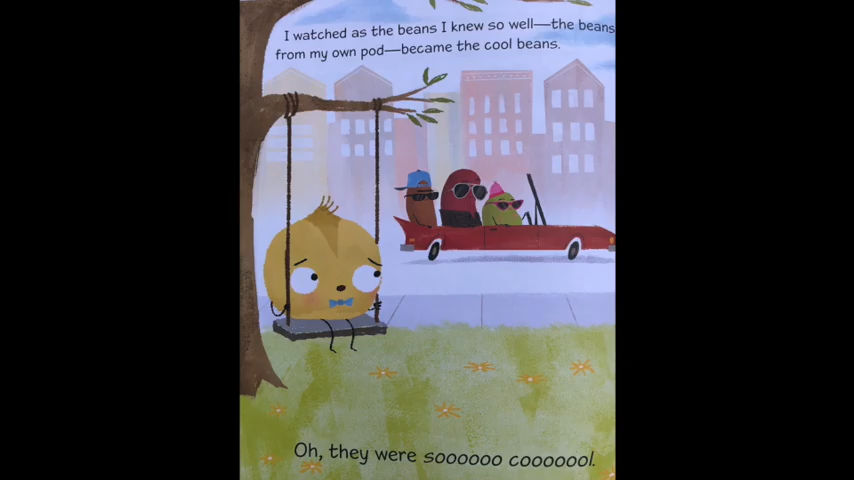 I watched as the beans I knew so well—the beans
from my own pod—became the cool beans.
Oh, they were soooooo cooooool.